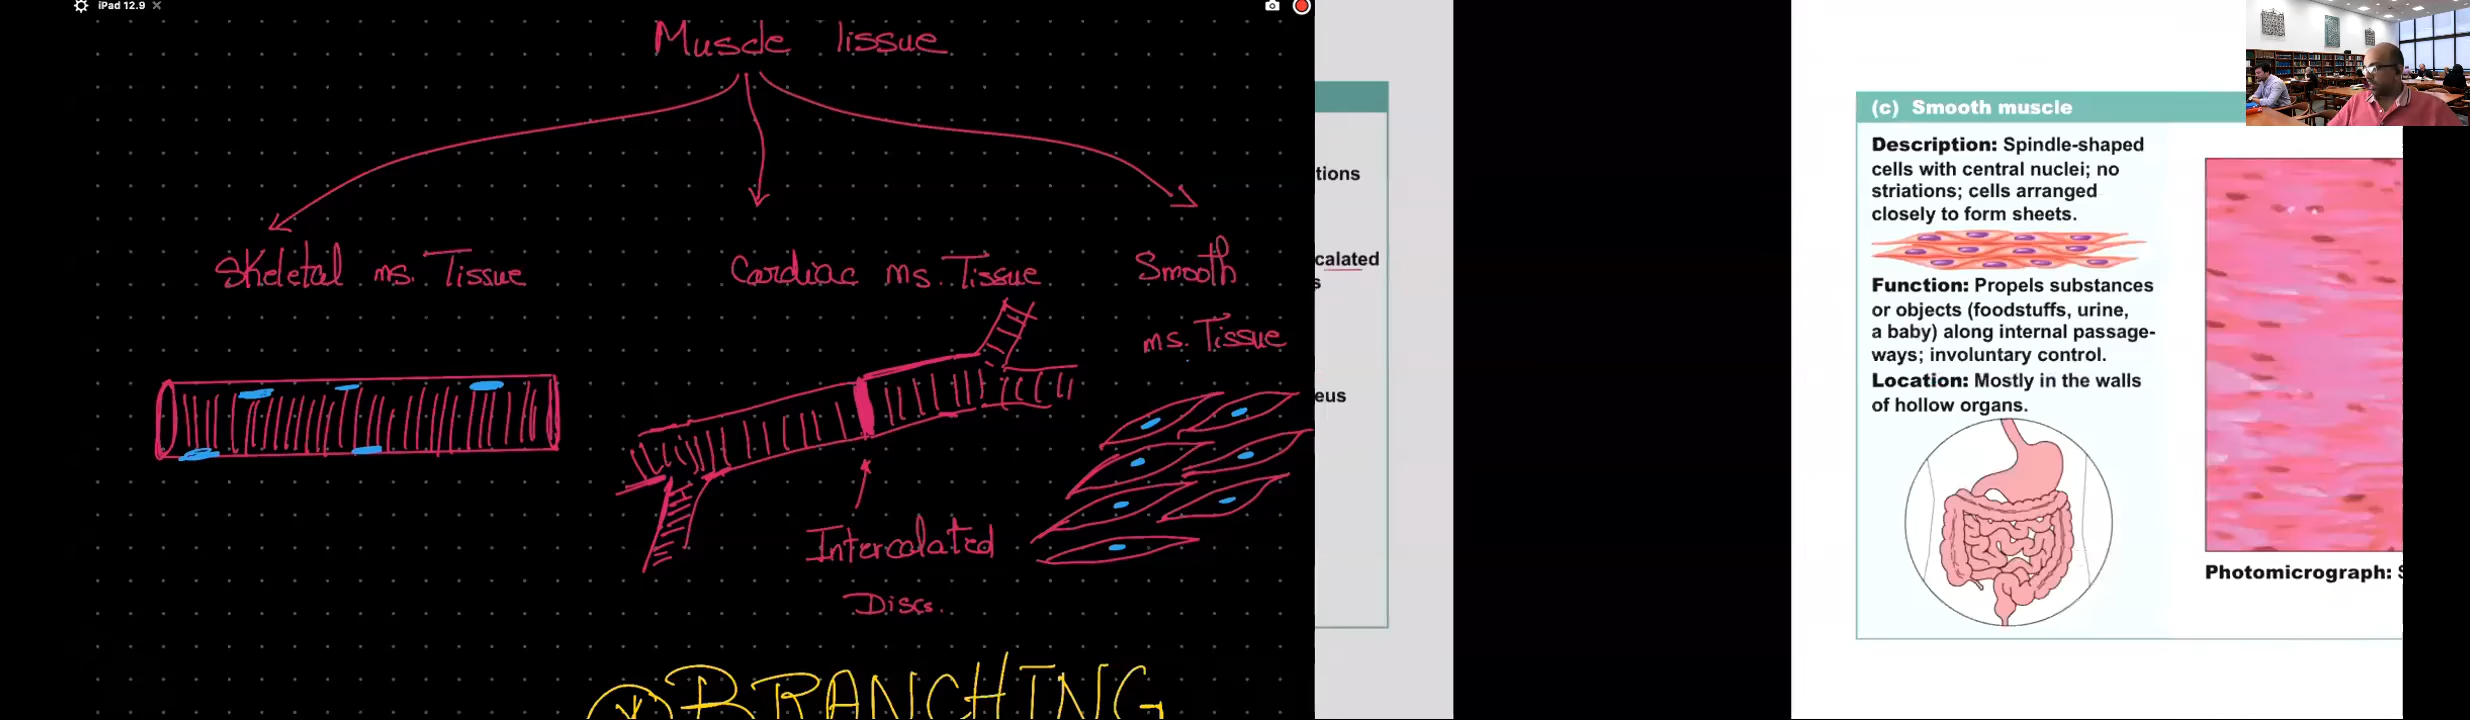 iPad 12.9
Muscle Tissue
Skeletal ms. Tissue
Cardiac ms. Tissue
Smooth
ms. Tissue
Intercalated
Discs.
BRANCHING
tions
calated
s
eus
(c) Smooth muscle
Description: Spindle-shaped
cells with central nuclei; no
striations; cells arranged
closely to form sheets.
Function: Propels substances
or objects (foodstuffs, urine,
a baby) along internal passage-
ways; involuntary control.
Location: Mostly in the walls
of hollow organs.
Photomicrograph: S